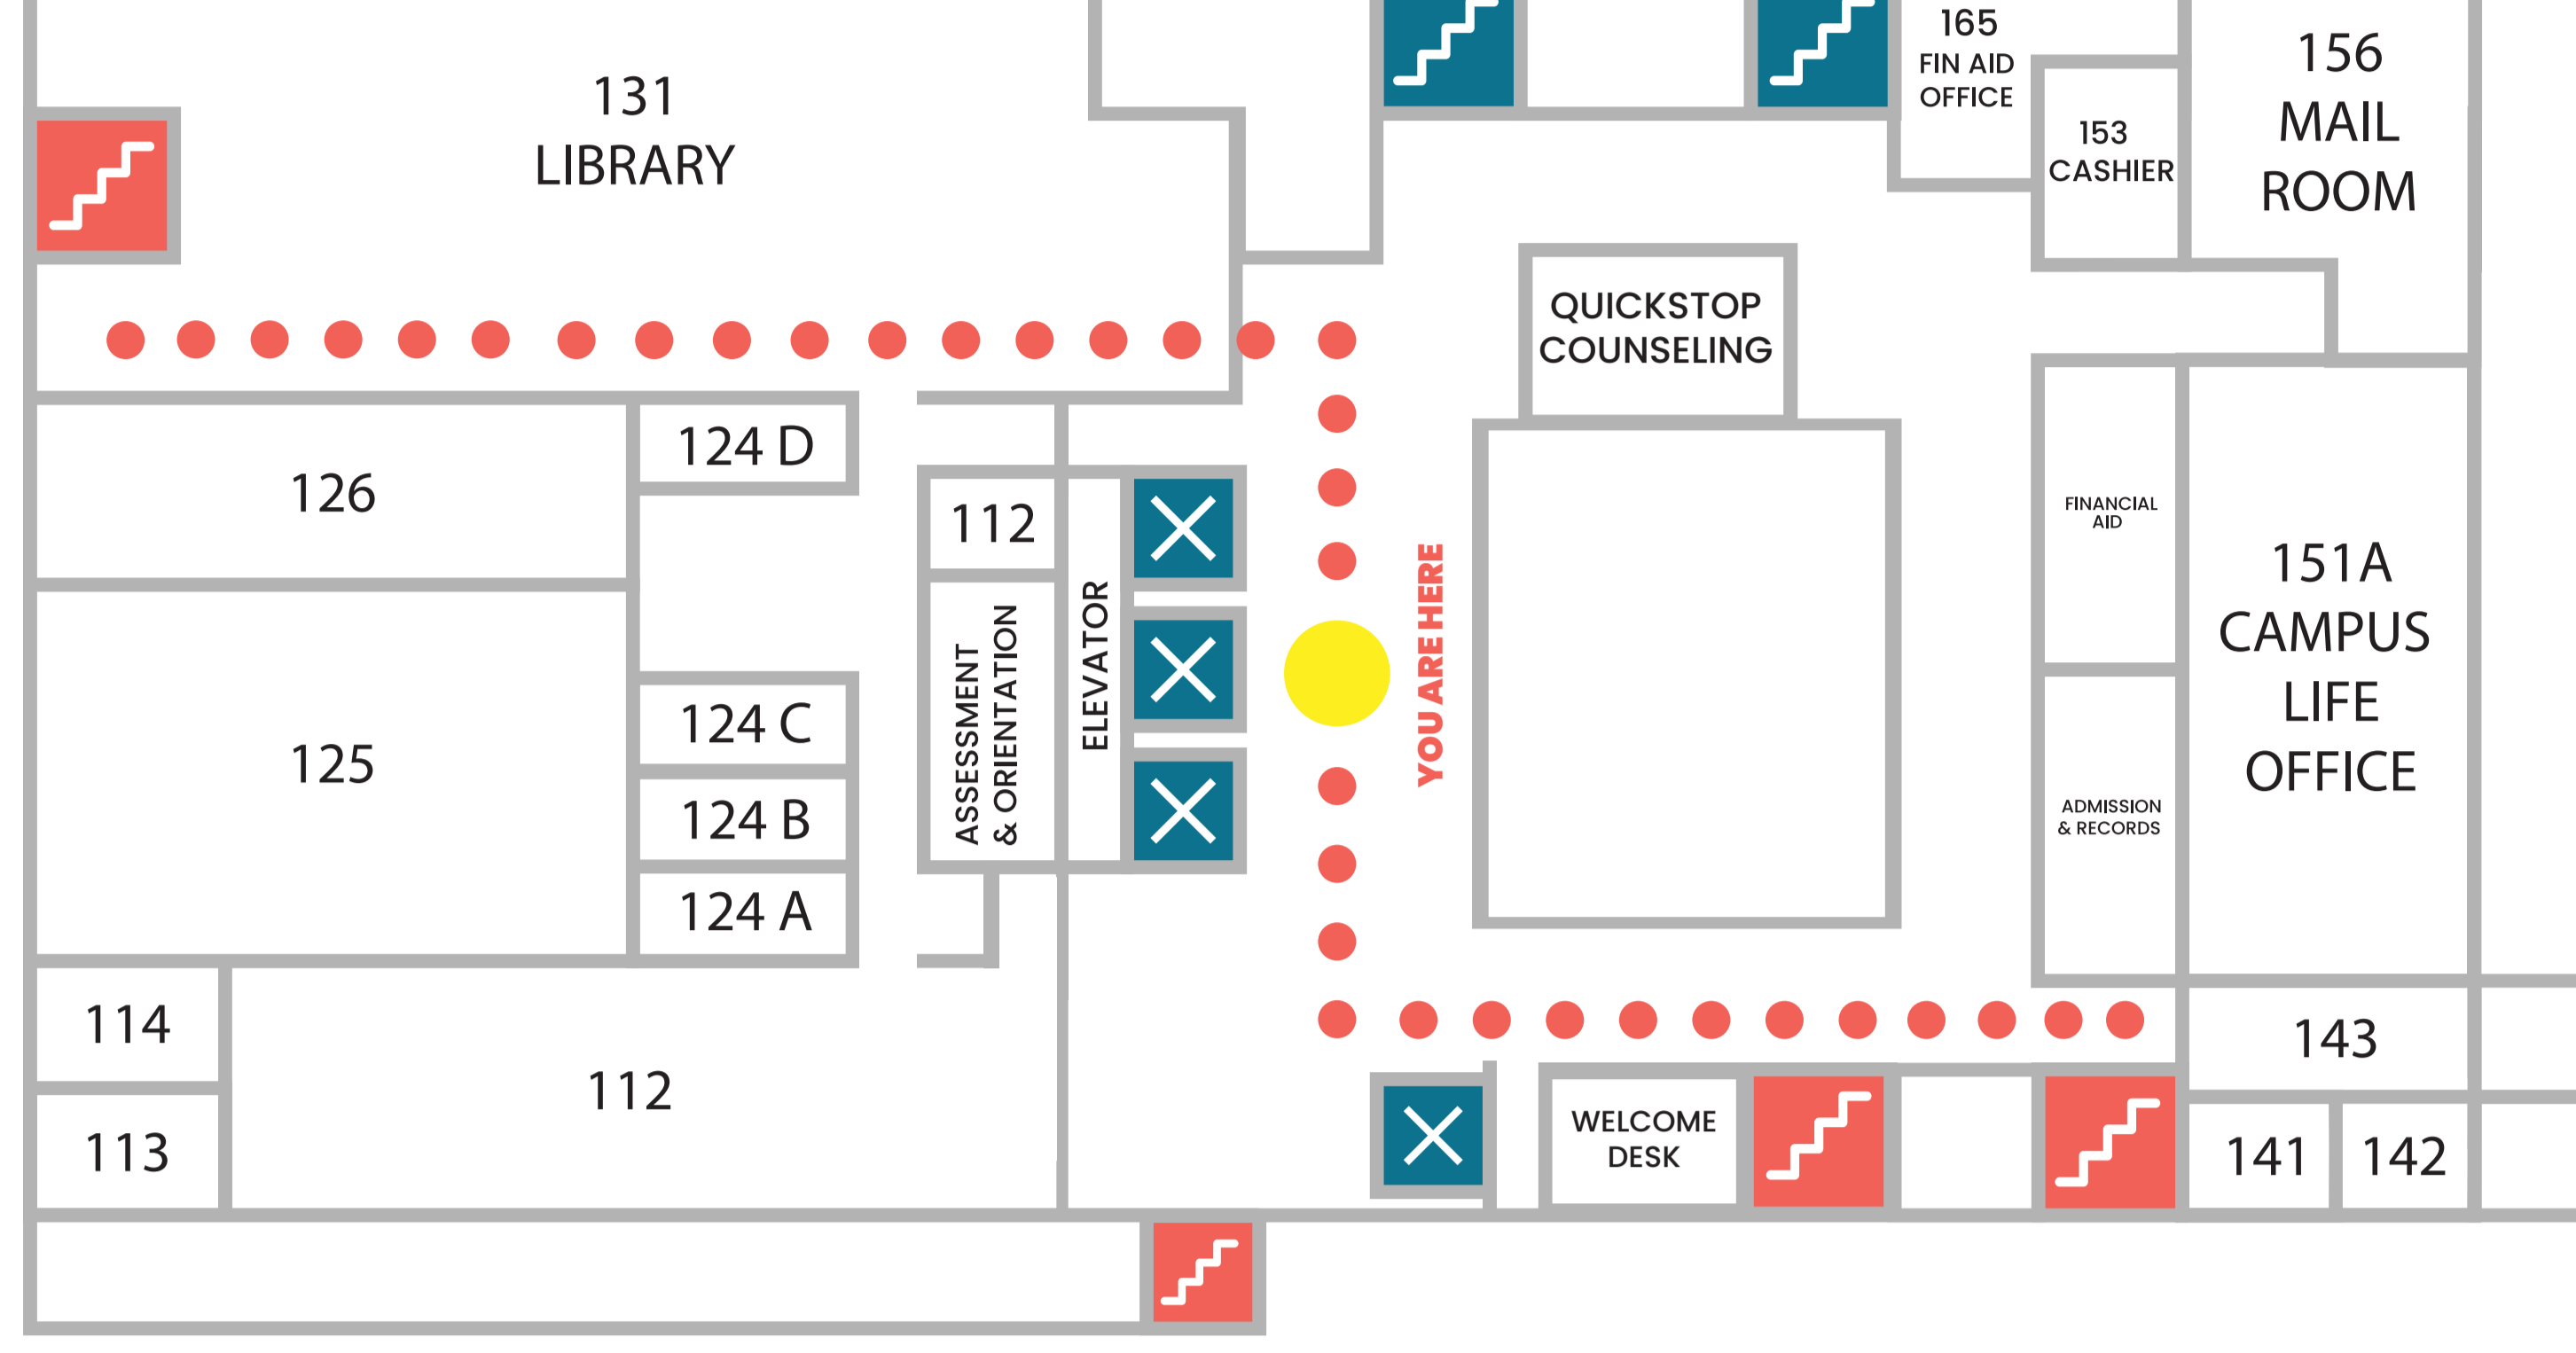 165
FIN AID
OFFICE
153
CASHIER
156
MAIL
ROOM
131
LIBRARY
QUICKSTOP
COUNSELING
124 D
126
112
FINANCIAL
AID
ELEVATOR
YOU ARE HERE
ASSESSMENT
& ORIENTATION
151A
CAMPUS
LIFE
OFFICE
125
124 C
124 B
124 A
ADMISSION
& RECORDS
114
112
113
143
WELCOME
DESK
141
142